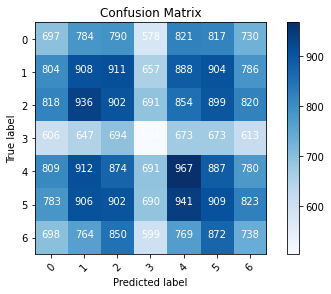 Confusion Matrix
0 697 784 790 578 821 817 730
1 804 908 911 657 888 904 786
2 818 936 902 691 854 899 820
3 606 647 694 673 673 613
4 809 912 874 691 967 887 780
5 783 906 902 690 941 909 823
6 698 764 850 599 769 872 738
0 1 2 3 4 5 6
True label
Predicted label
900
800
700
600